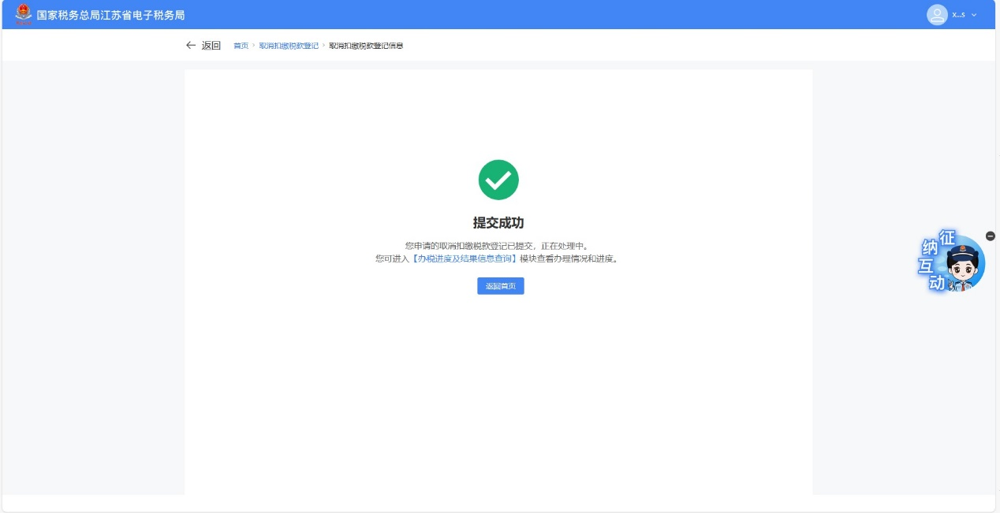 国家税务总局江苏省电子税务局
x...s
返回 首页 › 取消扣缴税款登记 › 取消扣缴税款登记信息
提交成功
您申请的取消扣缴税款登记已提交，正在处理中。
您可进入【办税进度及结果信息查询】模块查看办理情况和进度。
返回首页
征
纳
互
动